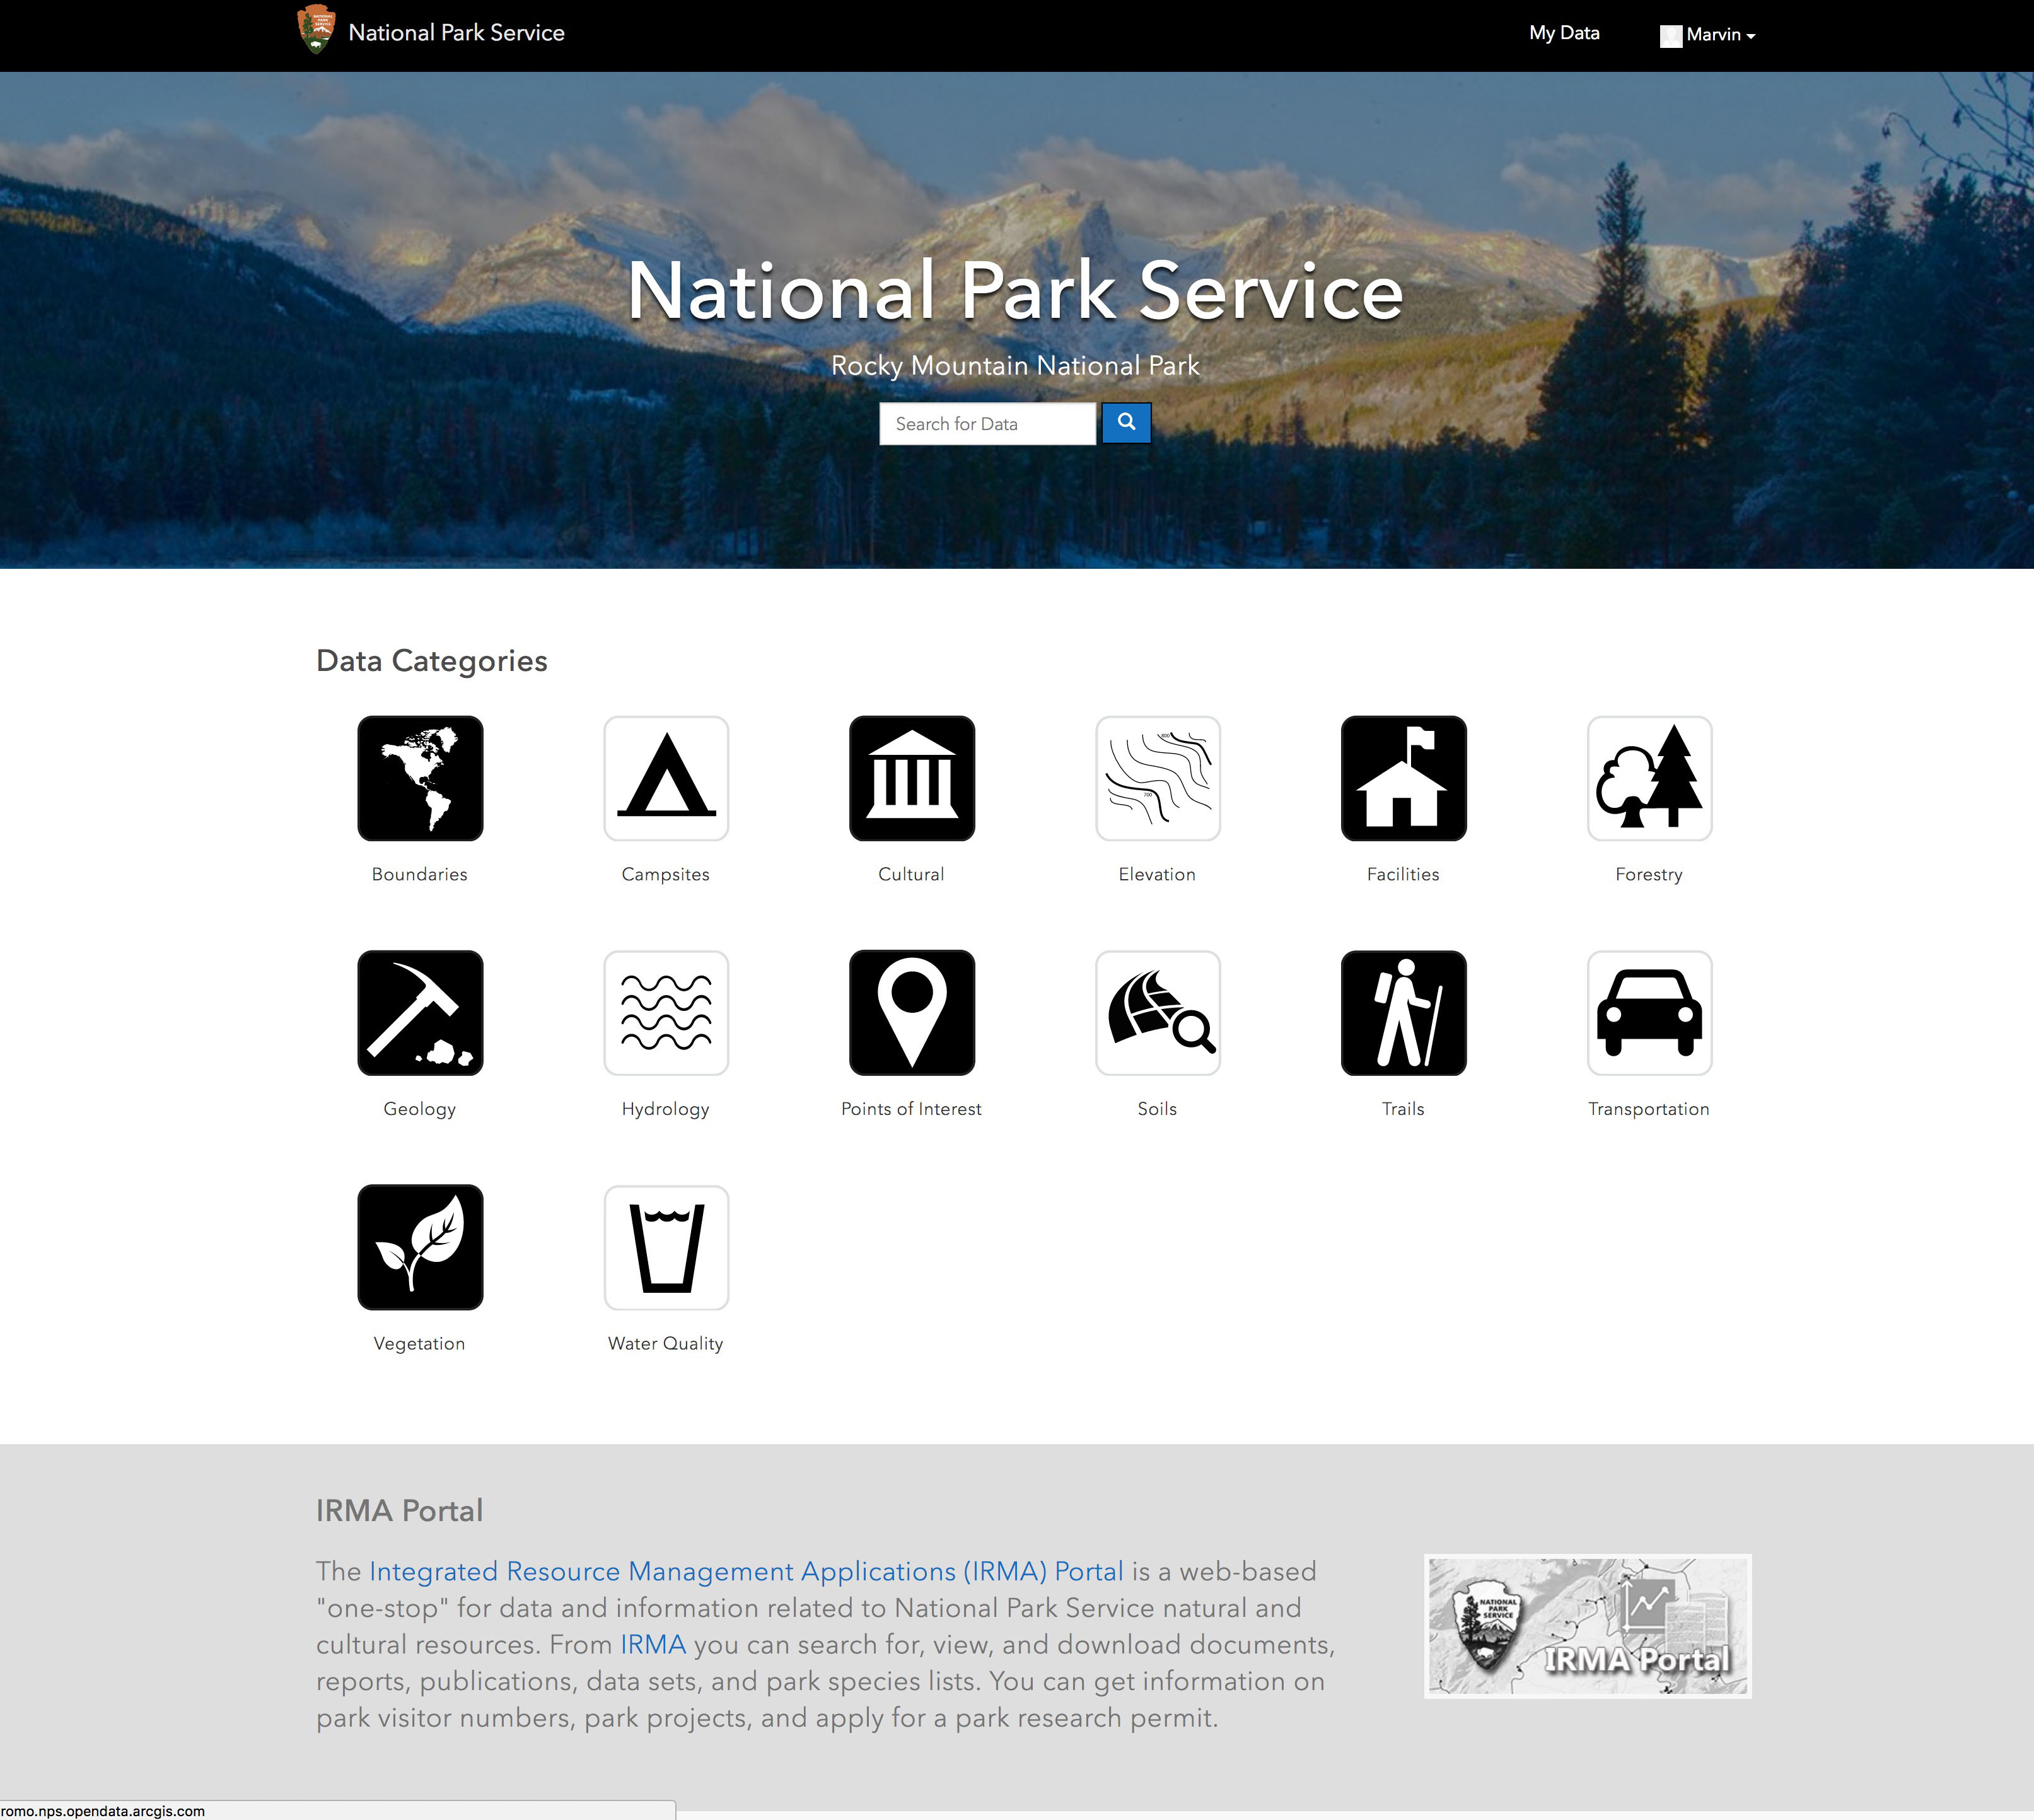 NATIONAL
PARK
SERVICE
National Park Service
My Data
Marvin
National Park Service
Rocky Mountain National Park
Search for Data
Data Categories
800
700
Boundaries
Campsites
Cultural
Elevation
Facilities
Forestry
Geology
Hydrology
Points of Interest
Soils
Trails
Transportation
Vegetation
Water Quality
IRMA Portal
The Integrated Resource Management Applications (IRMA) Portal is a web-based
"one-stop" for data and information related to National Park Service natural and
cultural resources. From IRMA you can search for, view, and download documents,
reports, publications, data sets, and park species lists. You can get information on
park visitor numbers, park projects, and apply for a park research permit.
NATIONAL
PARK
SERVICE
IRMA Portal
romo.nps.opendata.arcgis.com